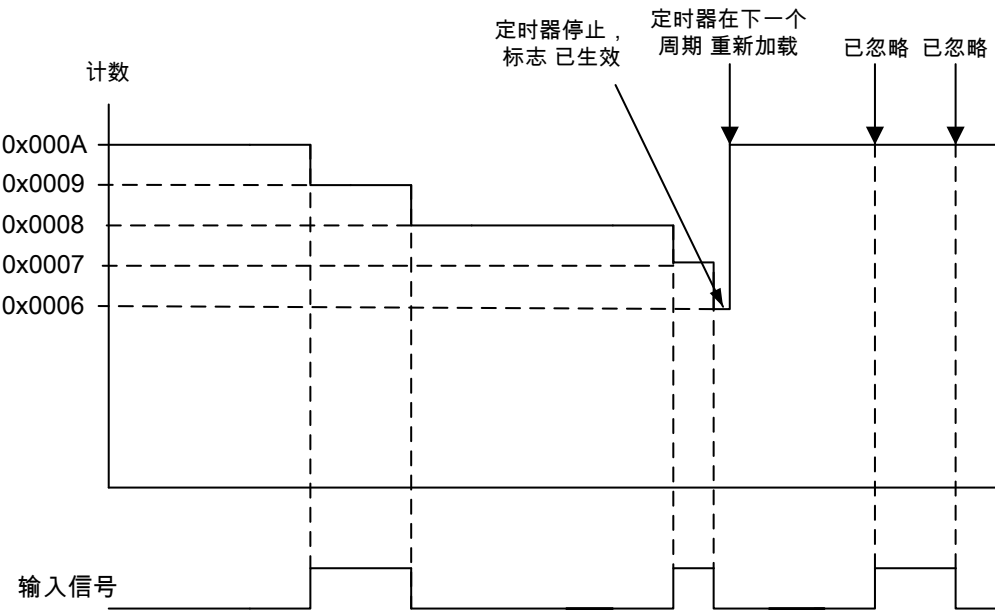 定时器停止，
标志 已生效
定时器在下一个
周期 重新加载
已忽略 已忽略
计数
0x000A
0x0009
0x0008
0x0007
0x0006
输入信号